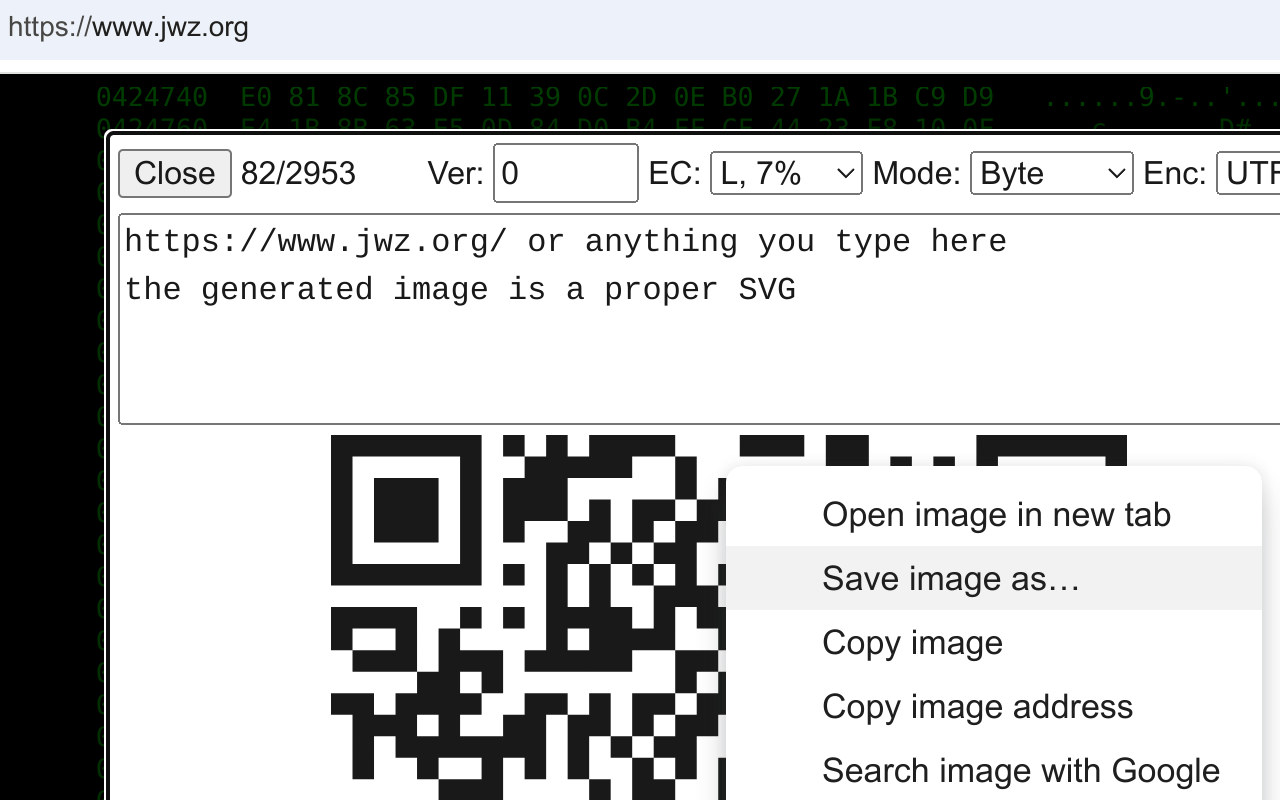 https://www.jwz.org
0424740 E0 81 8C 85 DF 11 39 0C 2D 0E B0 27 1A 1B C9 D9 ......9.-..'...
Close 82/2953 Ver: 0 EC: L, 7% Mode: Byte Enc: UTF
https://www.jwz.org/ or anything you type here
the generated image is a proper SVG
Open image in new tab
Save image as…
Copy image
Copy image address
Search image with Google